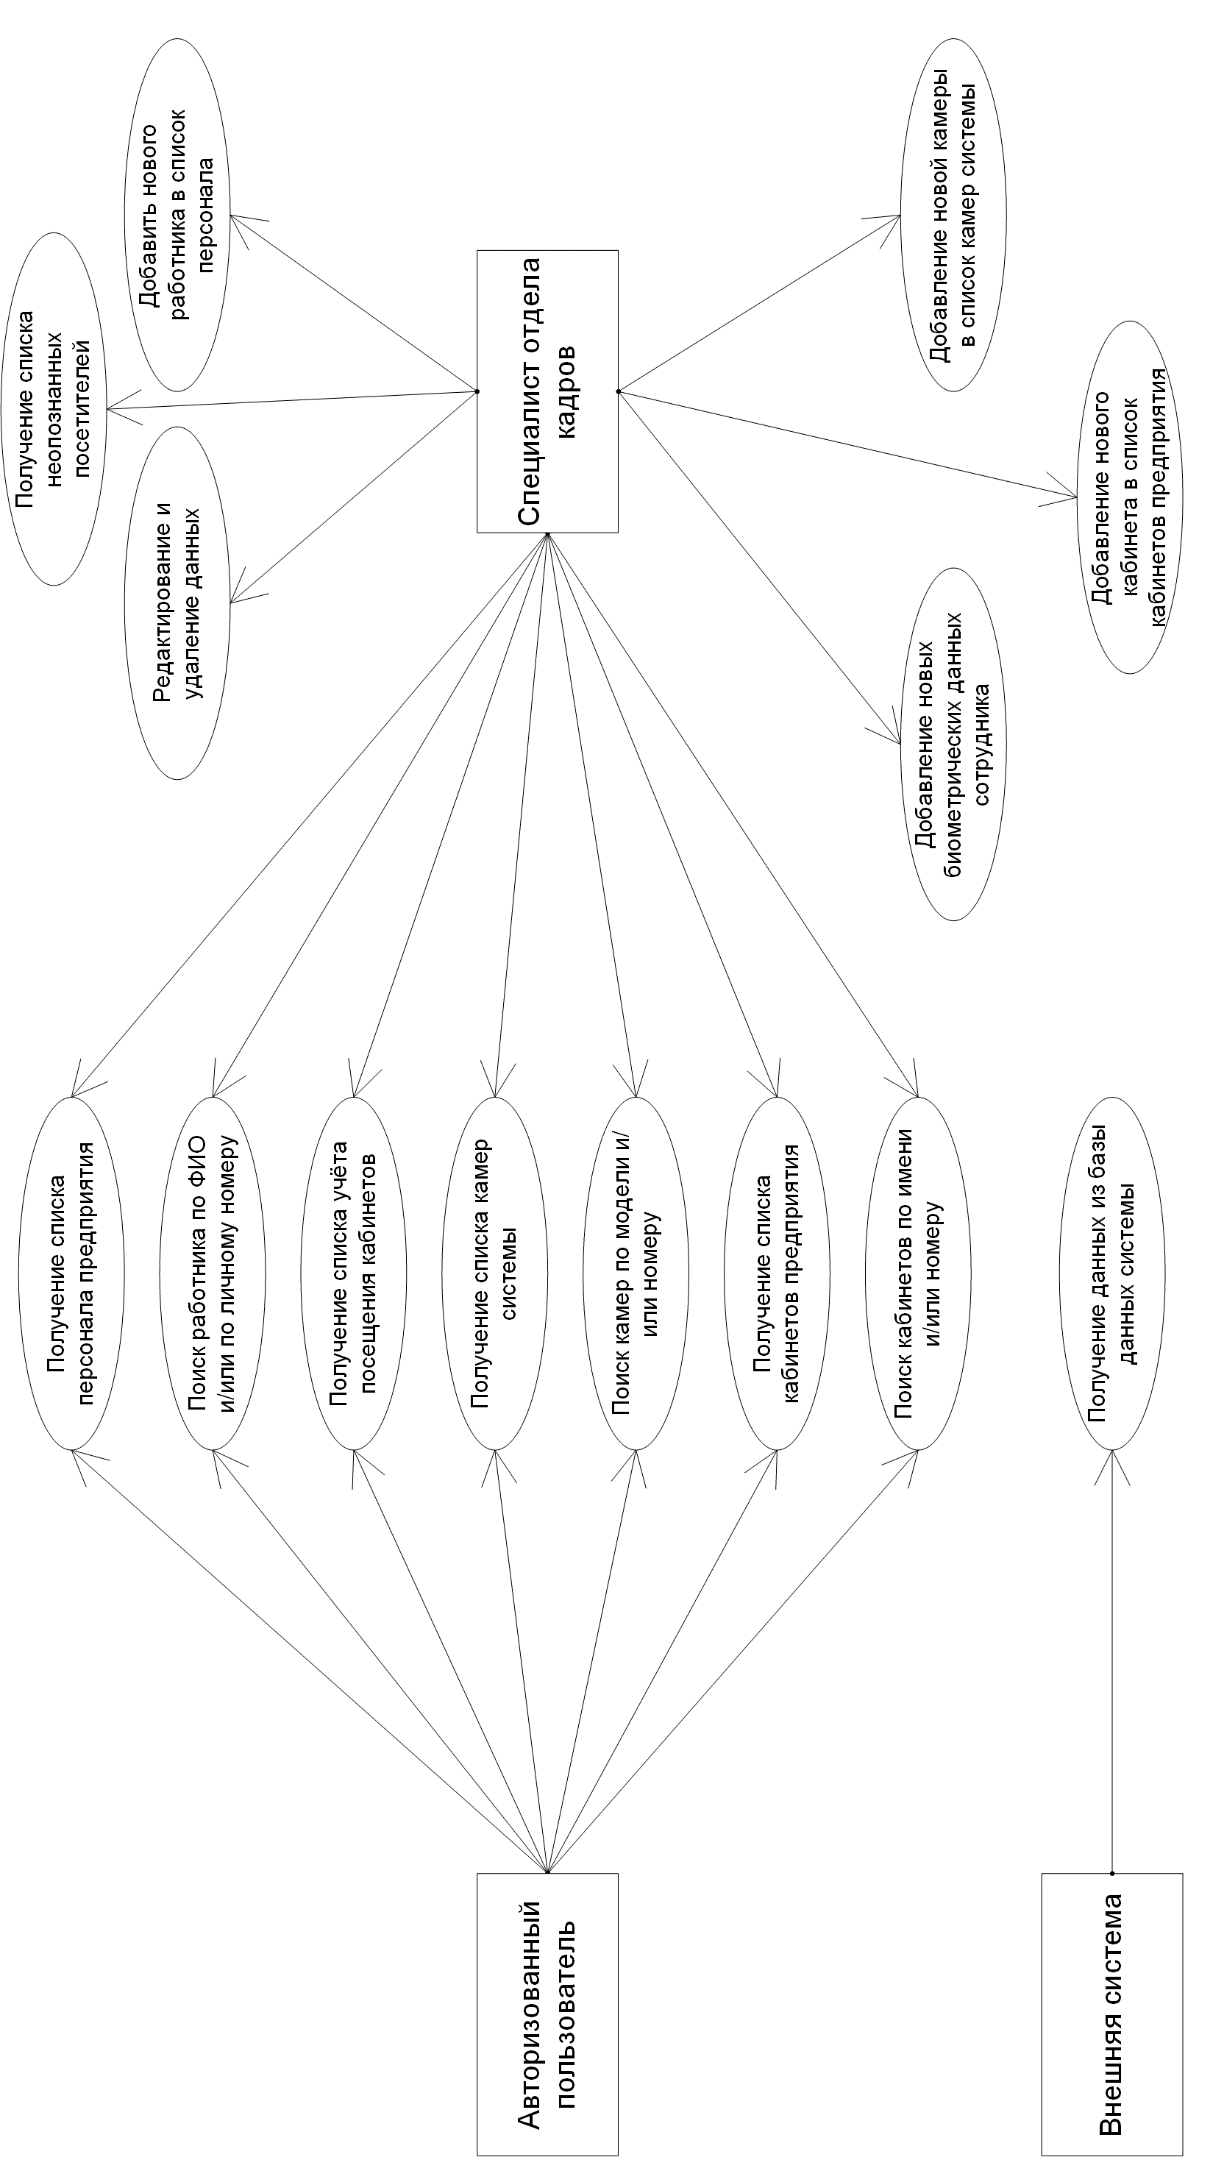 Получение списка
персонала предприятия
Поиск работника по ФИО
и/или по личному номеру
Получение списка учёта
посещения кабинетов
Авторизованный
пользователь
Получение списка камер
системы
Поиск камер по модели и/
или номеру
Получение списка
кабинетов предприятия
Поиск кабинетов по имени
и/или номеру
Внешняя система
Получение данных из базы
данных системы
Получение списка
неопознанных
посетителей
Редактирование и
удаление данных
Добавить нового
работника в список
персонала
Специалист отдела
кадров
Добавление новых
биометрических данных
сотрудника
Добавление новой камеры
в список камер системы
Добавление нового
кабинета в список
кабинетов предприятия